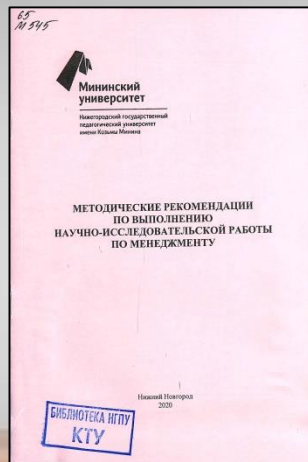 65
М 545
Мининский
университет
Нижегородский государственный
педагогический университет
имени Козьмы Минина
МЕТОДИЧЕСКИЕ РЕКОМЕНДАЦИИ
ПО ВЫПОЛНЕНИЮ
НАУЧНО-ИССЛЕДОВАТЕЛЬСКОЙ РАБОТЫ
ПО МЕНЕДЖМЕНТУ
Нижний Новгород
2020
БИБЛИОТЕКА НГПУ
КТУ